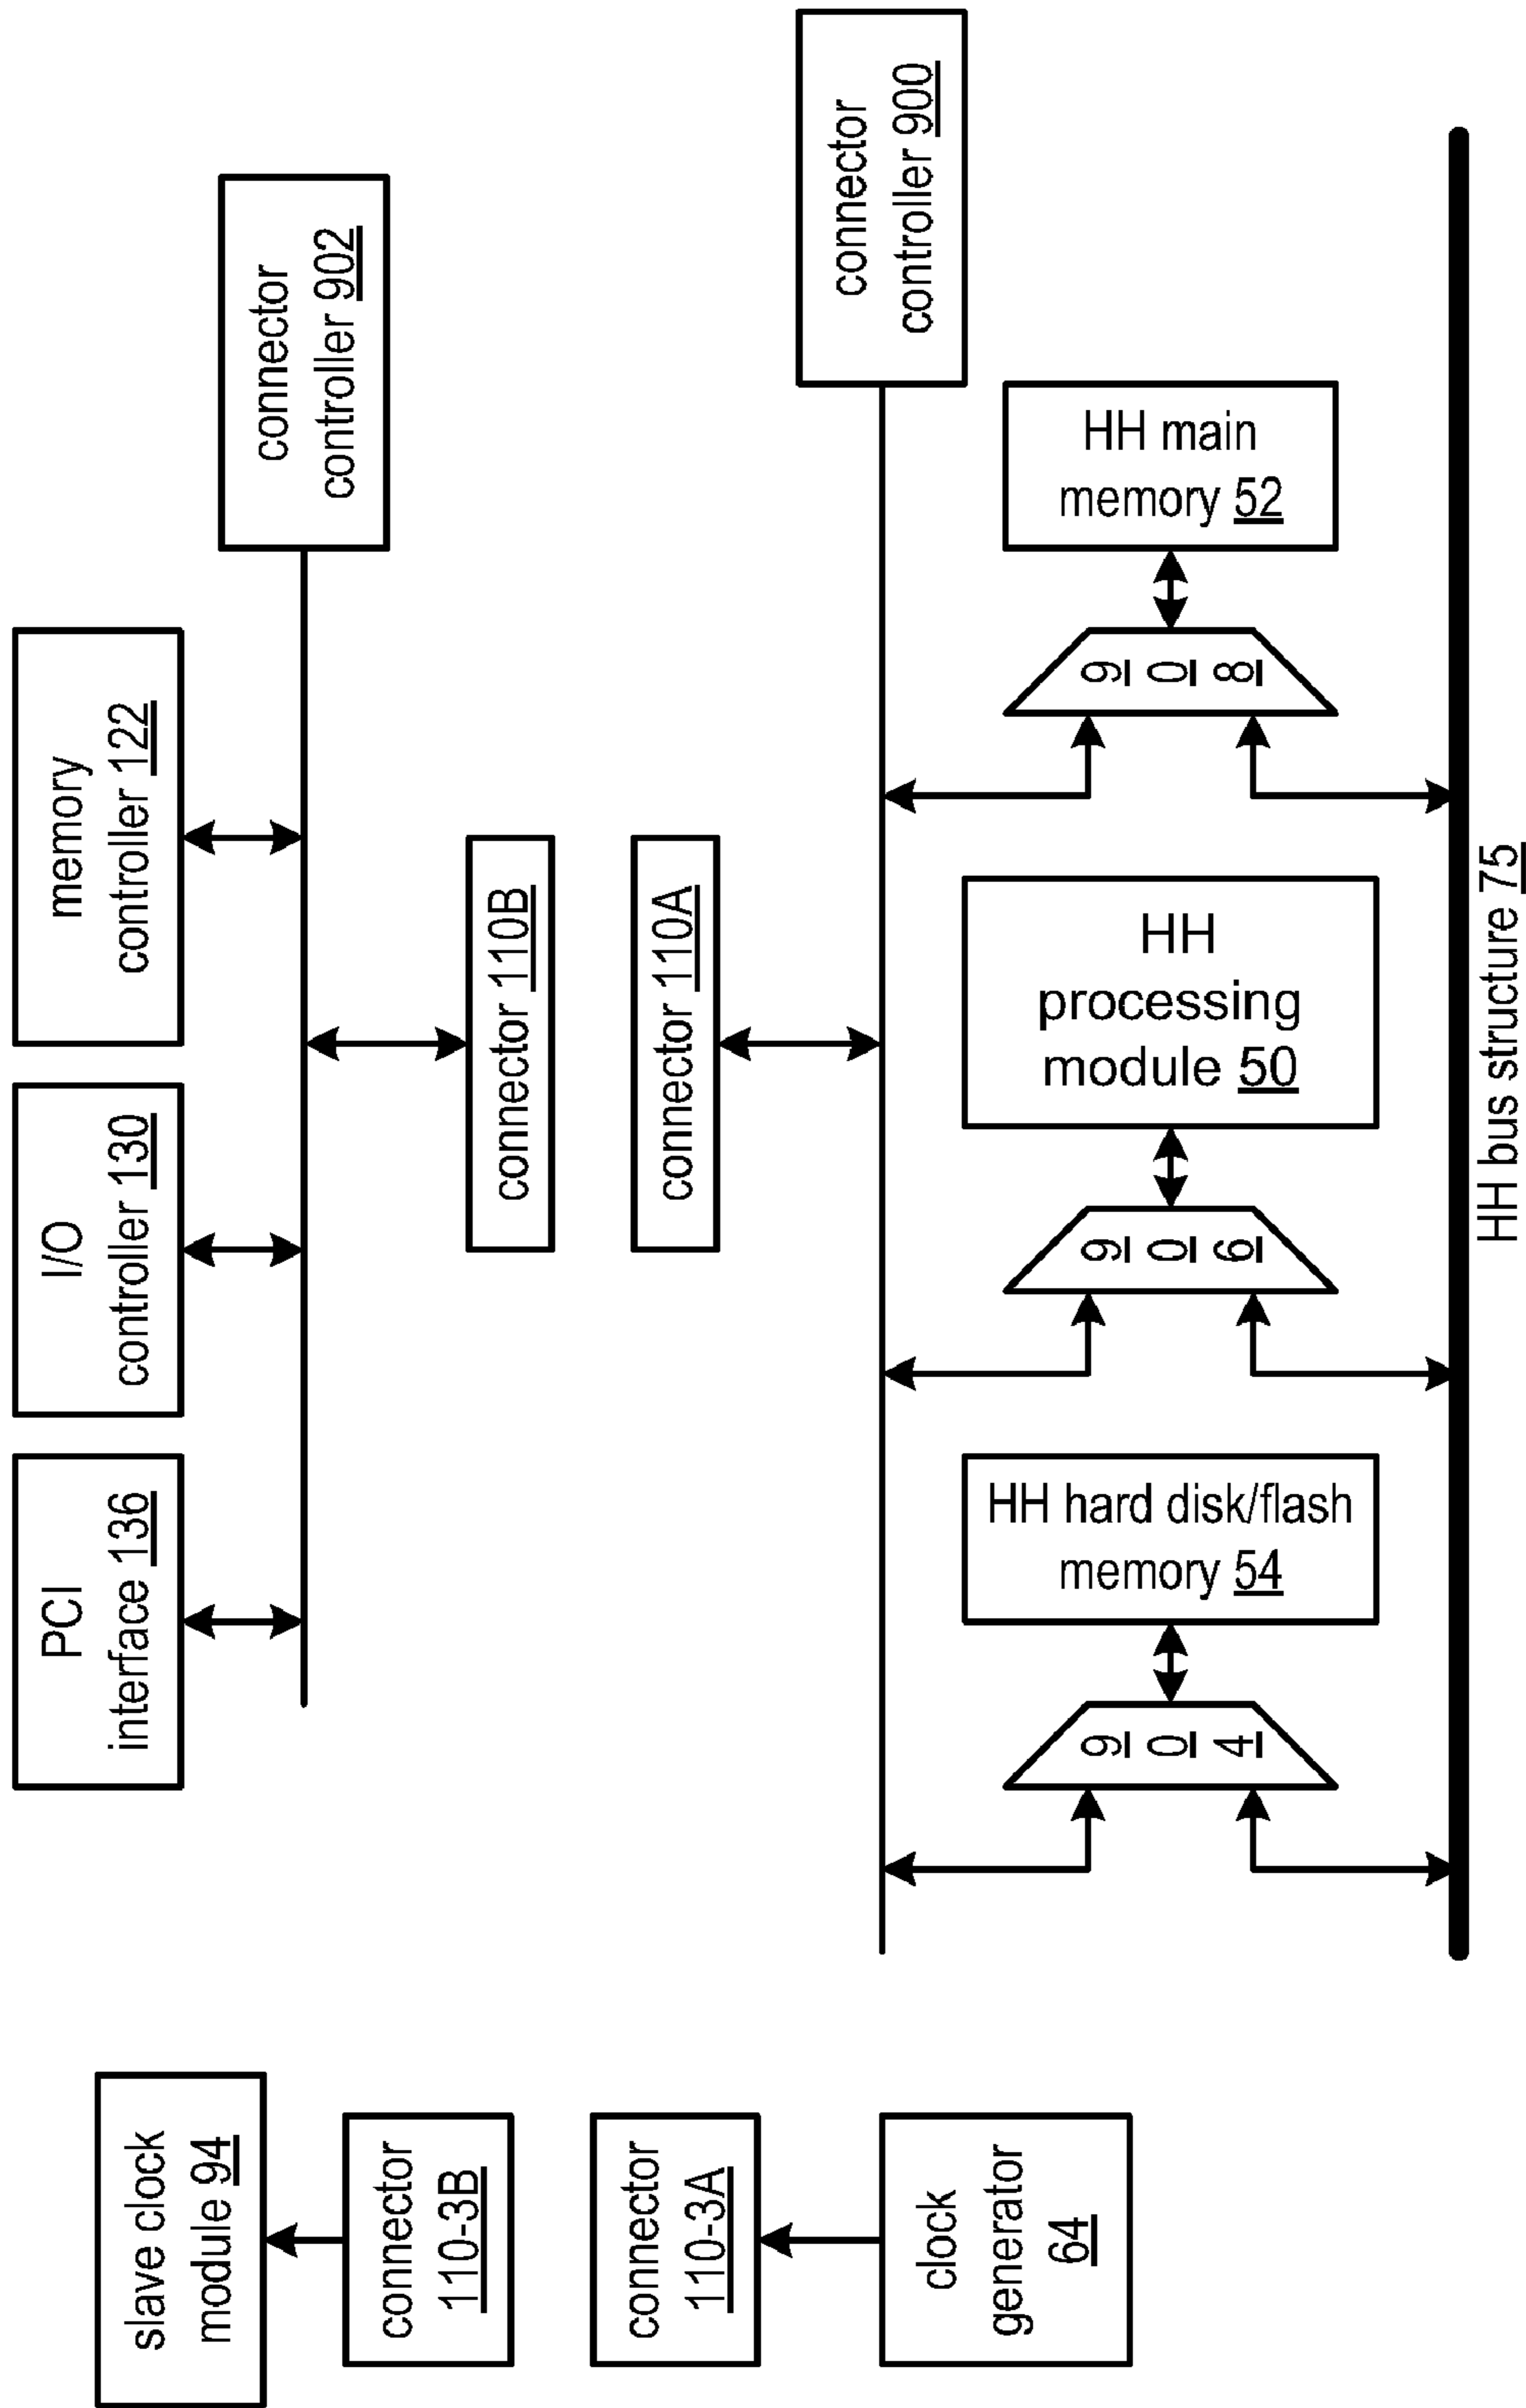 slave clock
module 94
connector
110-3B
connector
110-3A
clock
generator
64
PCI
interface 136
I/O
controller 130
memory
controller 122
connector
controller 902
connector 110B
connector 110A
connector
controller 900
904
HH hard disk/flash
memory 54
906
HH
processing
module 50
908
HH main
memory 52
HH bus structure 75